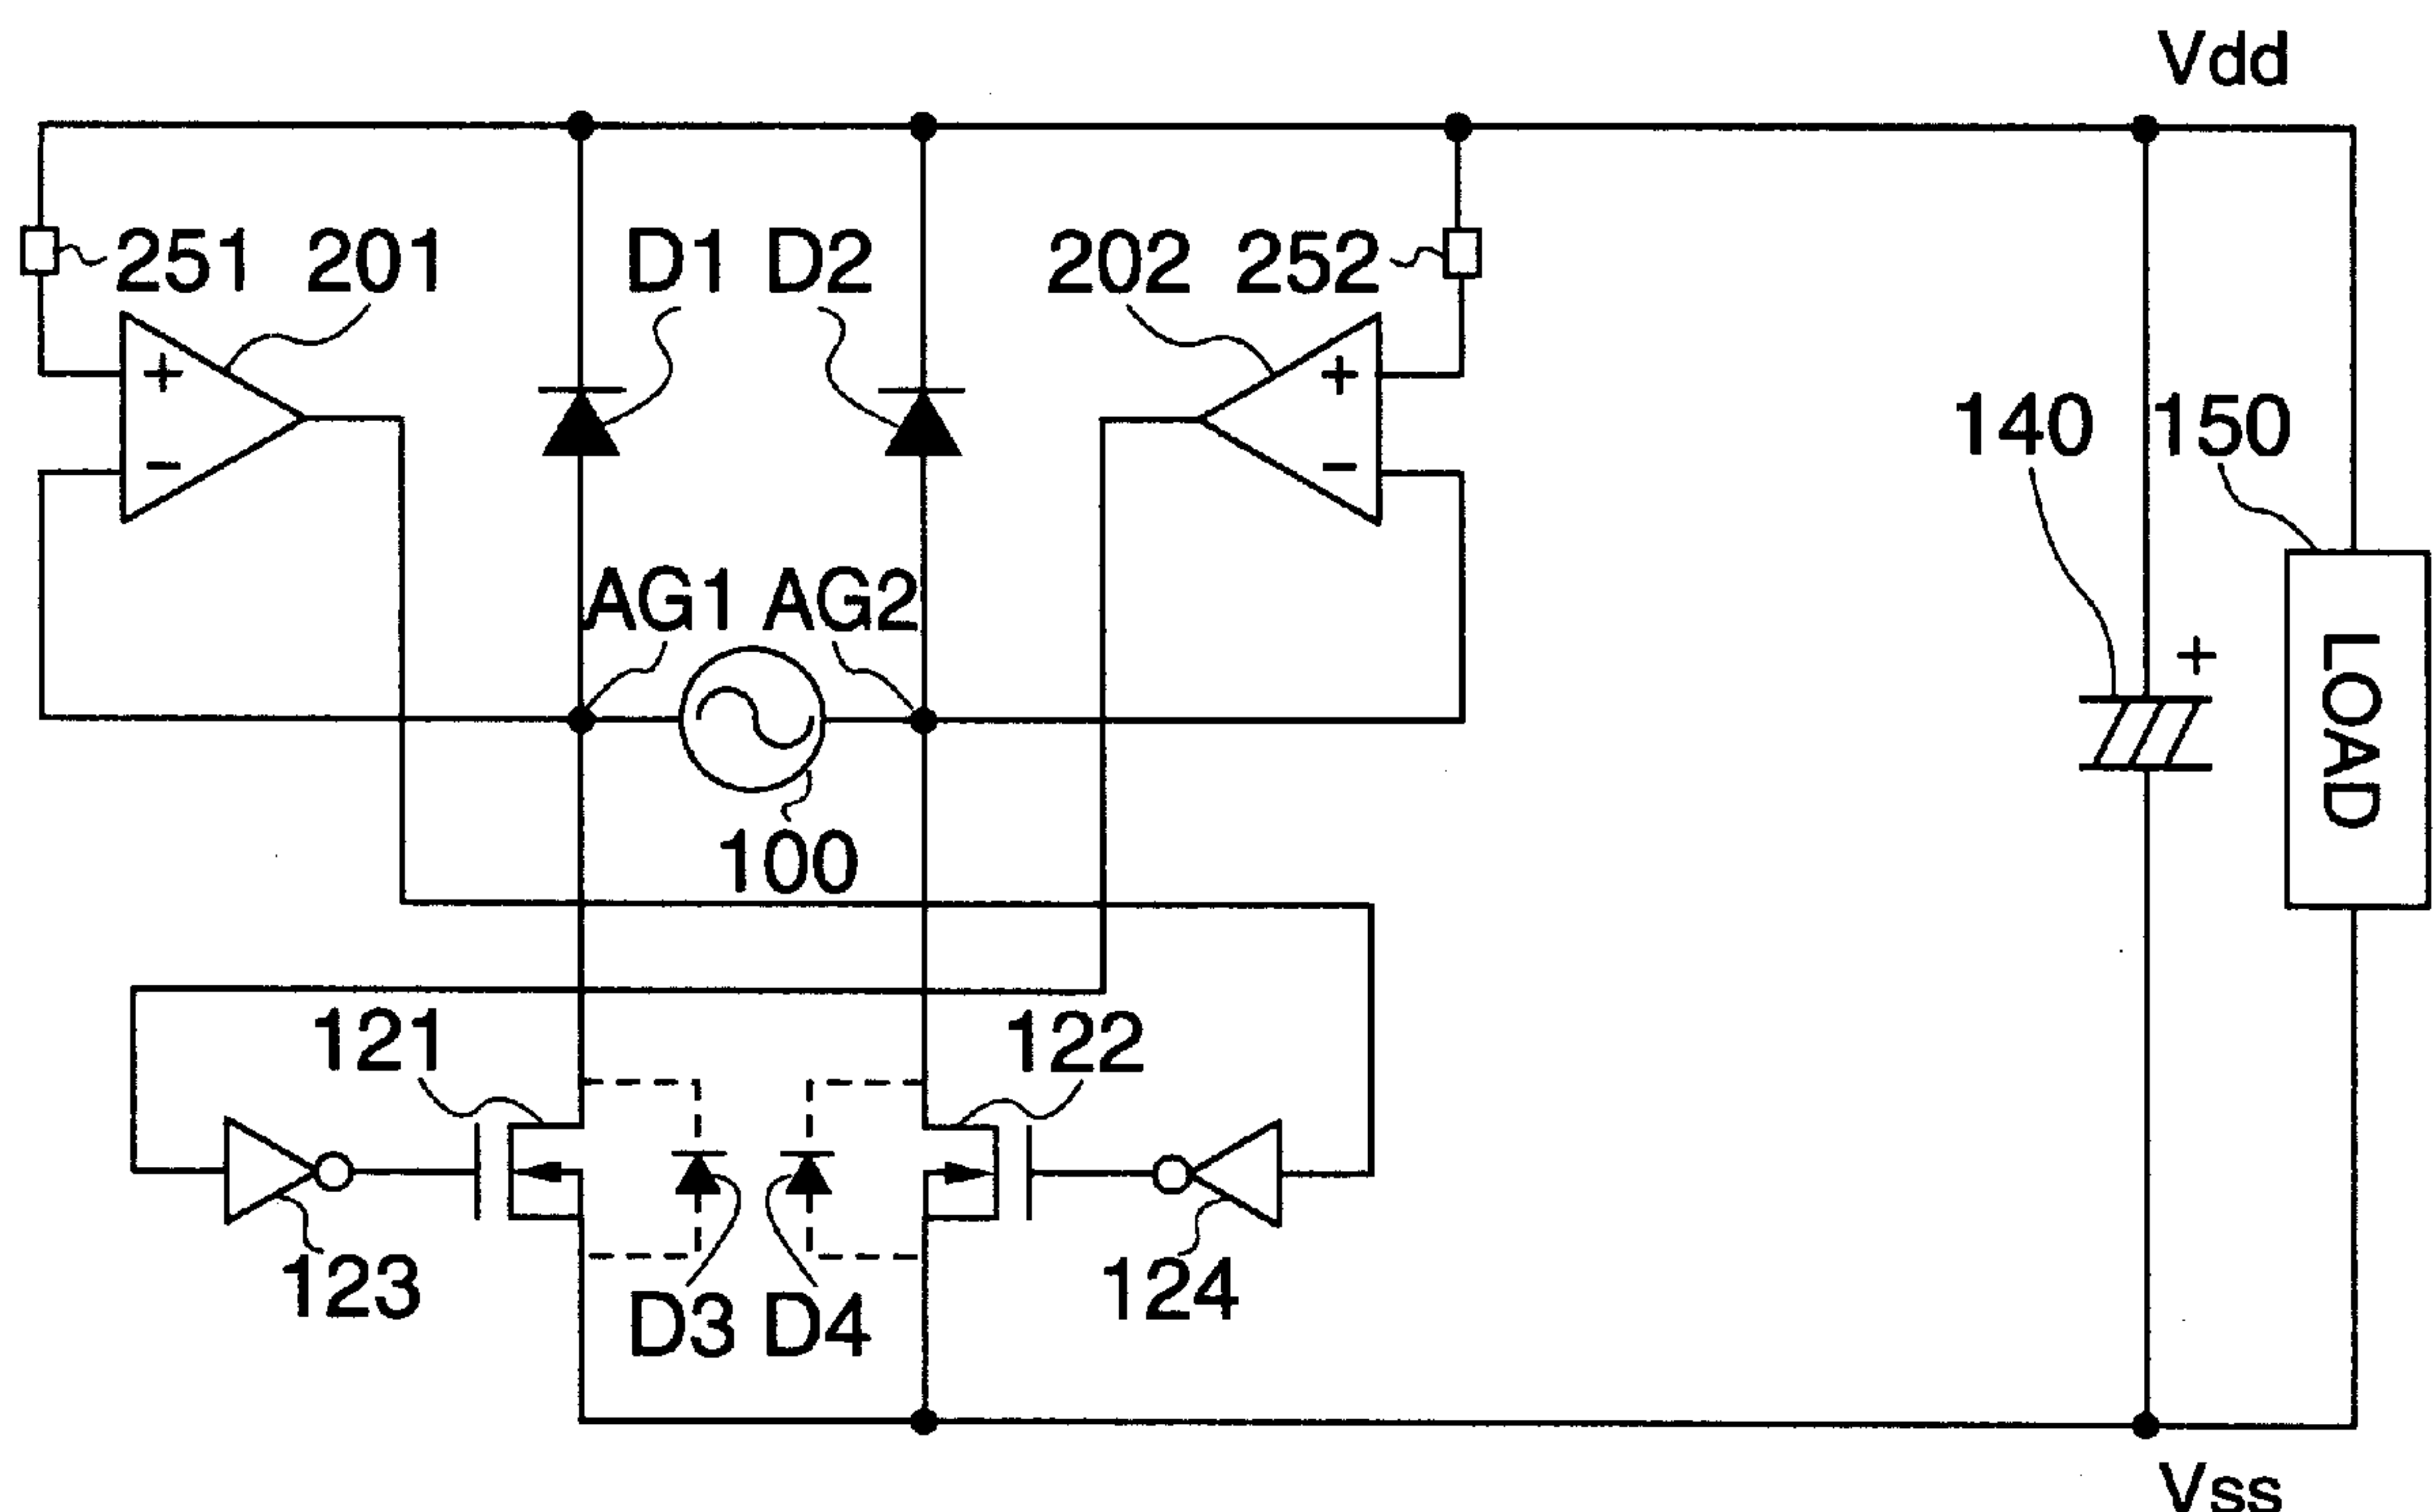 Vdd
251 201 D1 D2 202 252
+ +
- -
140 150
AG1 AG2
+
LOAD
100
121 122
123 D3 D4 124
Vss